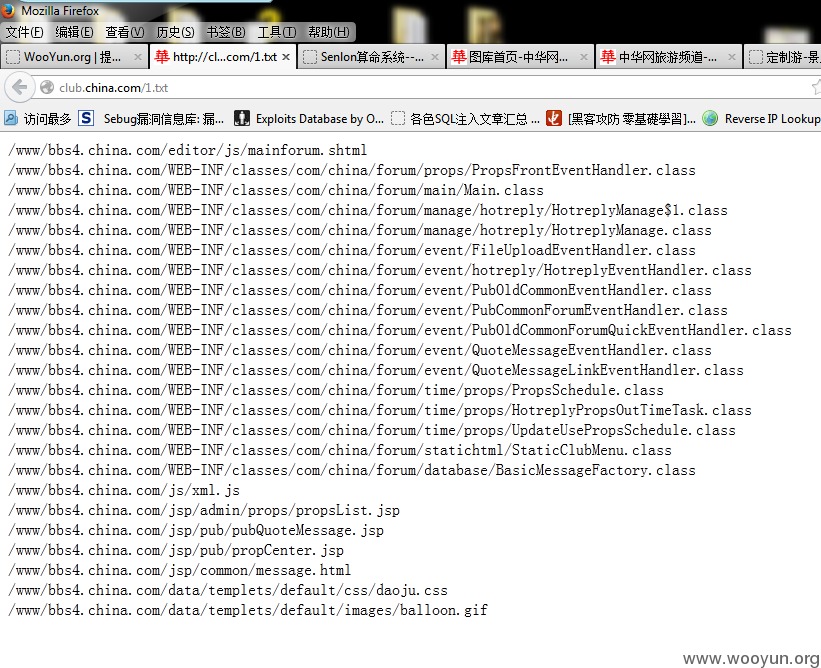 Mozilla Firefox
文件(F) 编辑(E) 查看(V) 历史(S) 书签(B) 工具(T) 帮助(H)
WooYun.org | 提... × 華 http://cl...com/1.txt × Senlon算命系统--... × 華 图库首页-中华网... × 華 中华网旅游频道-... × 定制游-景
club.china.com/1.txt
访问最多 S Sebug漏洞信息库: 漏... Exploits Database by O... 各色SQL注入文章汇总 ... [黑客攻防 零基礎學習]... Reverse IP Lookup
/www/bbs4.china.com/editor/js/mainforum.shtml
/www/bbs4.china.com/WEB-INF/classes/com/china/forum/props/PropsFrontEventHandler.class
/www/bbs4.china.com/WEB-INF/classes/com/china/forum/main/Main.class
/www/bbs4.china.com/WEB-INF/classes/com/china/forum/manage/hotreply/HotreplyManage$1.class
/www/bbs4.china.com/WEB-INF/classes/com/china/forum/manage/hotreply/HotreplyManage.class
/www/bbs4.china.com/WEB-INF/classes/com/china/forum/event/FileUploadEventHandler.class
/www/bbs4.china.com/WEB-INF/classes/com/china/forum/event/hotreply/HotreplyEventHandler.class
/www/bbs4.china.com/WEB-INF/classes/com/china/forum/event/PubOldCommonEventHandler.class
/www/bbs4.china.com/WEB-INF/classes/com/china/forum/event/PubCommonForumEventHandler.class
/www/bbs4.china.com/WEB-INF/classes/com/china/forum/event/PubOldCommonForumQuickEventHandler.class
/www/bbs4.china.com/WEB-INF/classes/com/china/forum/event/QuoteMessageEventHandler.class
/www/bbs4.china.com/WEB-INF/classes/com/china/forum/event/QuoteMessageLinkEventHandler.class
/www/bbs4.china.com/WEB-INF/classes/com/china/forum/time/props/PropsSchedule.class
/www/bbs4.china.com/WEB-INF/classes/com/china/forum/time/props/HotreplyPropsOutTimeTask.class
/www/bbs4.china.com/WEB-INF/classes/com/china/forum/time/props/UpdateUsePropsSchedule.class
/www/bbs4.china.com/WEB-INF/classes/com/china/forum/statichtml/StaticClubMenu.class
/www/bbs4.china.com/WEB-INF/classes/com/china/forum/database/BasicMessageFactory.class
/www/bbs4.china.com/js/xml.js
/www/bbs4.china.com/jsp/admin/props/propsList.jsp
/www/bbs4.china.com/jsp/pub/pubQuoteMessage.jsp
/www/bbs4.china.com/jsp/pub/propCenter.jsp
/www/bbs4.china.com/jsp/common/message.html
/www/bbs4.china.com/data/templets/default/css/daoju.css
/www/bbs4.china.com/data/templets/default/images/balloon.gif
www.wooyun.org